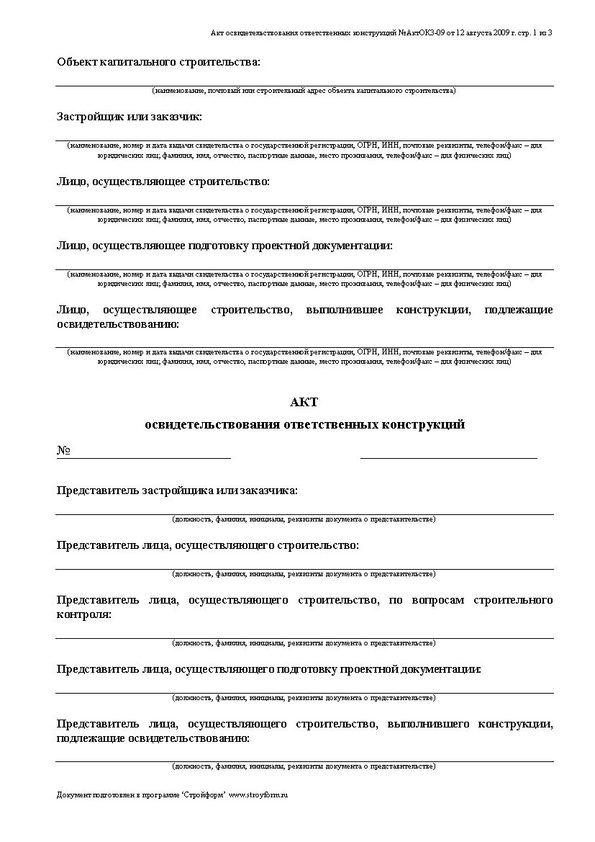 Акт освидетельствования ответственных конструкций №АктОК3-09 от 12 августа 2009 г. стр. 1 из 3
Объект капитального строительства:
(наименование, почтовый или строительный адрес объекта капитального строительства)
Застройщик или заказчик:
(наименование, номер и дата выдачи свидетельства о государственной регистрации, ОГРН, ИНН, почтовые реквизиты, телефон/факс – для
юридических лиц; фамилия, имя, отчество, паспортные данные, место проживания, телефон/факс – для физических лиц)
Лицо, осуществляющее строительство:
(наименование, номер и дата выдачи свидетельства о государственной регистрации, ОГРН, ИНН, почтовые реквизиты, телефон/факс – для
юридических лиц; фамилия, имя, отчество, паспортные данные, место проживания, телефон/факс – для физических лиц)
Лицо, осуществляющее подготовку проектной документации:
(наименование, номер и дата выдачи свидетельства о государственной регистрации, ОГРН, ИНН, почтовые реквизиты, телефон/факс – для
юридических лиц; фамилия, имя, отчество, паспортные данные, место проживания, телефон/факс – для физических лиц)
Лицо, осуществляющее строительство, выполнившее конструкции, подлежащие
освидетельствованию:
(наименование, номер и дата выдачи свидетельства о государственной регистрации, ОГРН, ИНН, почтовые реквизиты, телефон/факс – для
юридических лиц; фамилия, имя, отчество, паспортные данные, место проживания, телефон/факс – для физических лиц)
АКТ
освидетельствования ответственных конструкций
№
Представитель застройщика или заказчика:
(должность, фамилия, инициалы, реквизиты документа о представительстве)
Представитель лица, осуществляющего строительство:
(должность, фамилия, инициалы, реквизиты документа о представительстве)
Представитель лица, осуществляющего строительство, по вопросам строительного
контроля:
(должность, фамилия, инициалы, реквизиты документа о представительстве)
Представитель лица, осуществляющего подготовку проектной документации:
(должность, фамилия, инициалы, реквизиты документа о представительстве)
Представитель лица, осуществляющего строительство, выполнившего конструкции,
подлежащие освидетельствованию:
(должность, фамилия, инициалы, реквизиты документа о представительстве)
Документ подготовлен в программе 'Стройформ' www.stroyform.ru